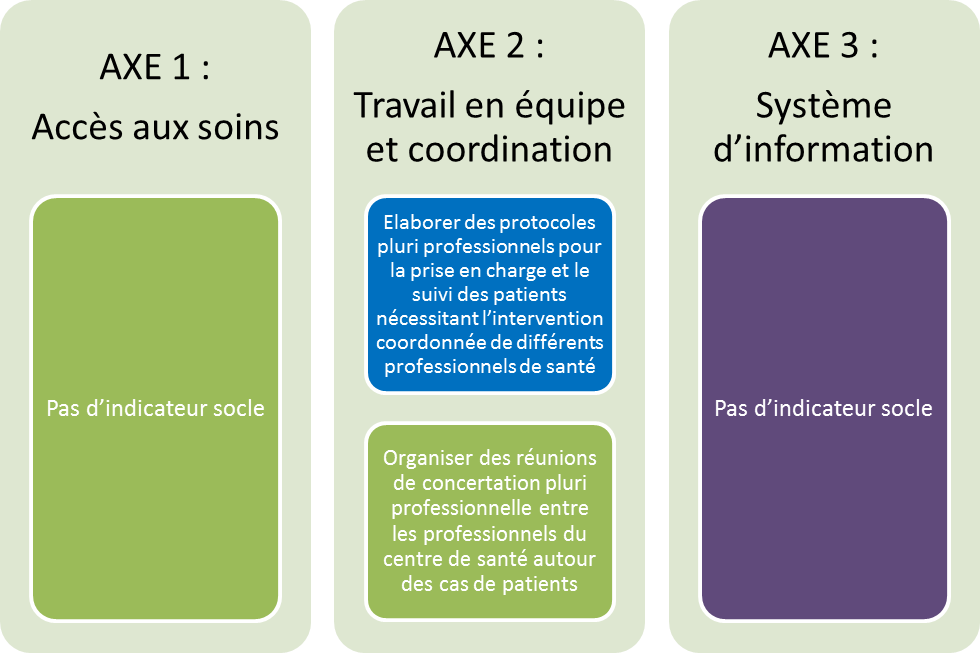 AXE 1 :
Accès aux soins
Pas d’indicateur socle
AXE 2 :
Travail en équipe
et coordination
Elaborer des protocoles
pluri professionnels pour
la prise en charge et le
suivi des patients
nécessitant l’intervention
coordonnée de différents
professionnels de santé
Organiser des réunions
de concertation pluri
professionnelle entre
les professionnels du
centre de santé autour
des cas de patients
AXE 3 :
Système
d’information
Pas d’indicateur socle